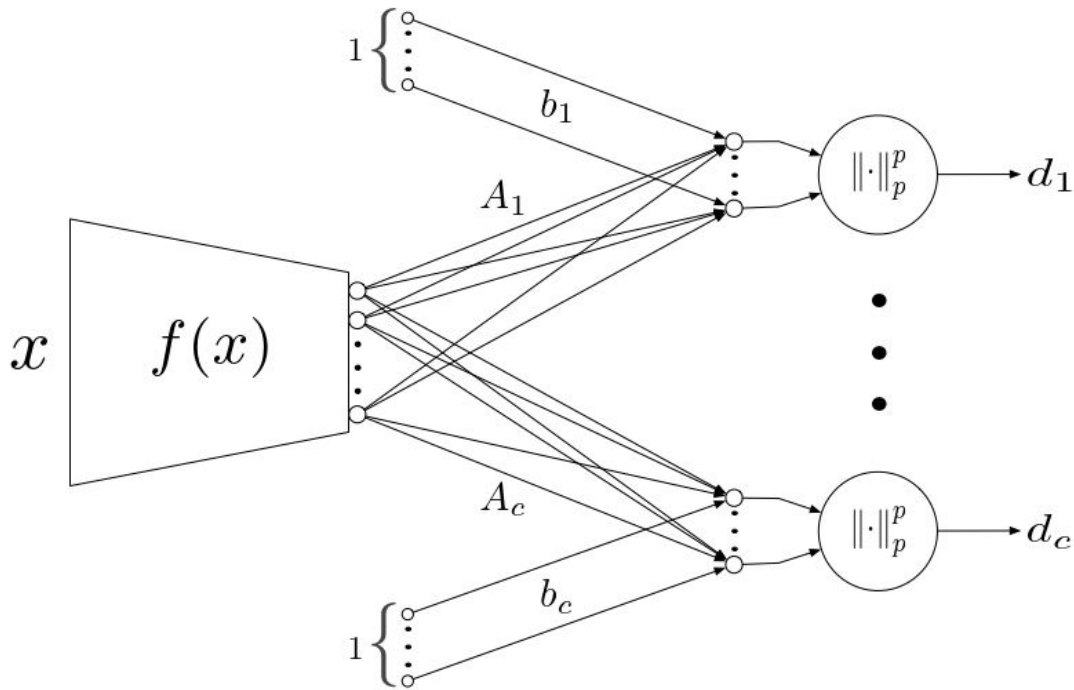 1
b₁
A₁
‖·‖ₚᵖ
d₁
x
f(x)
A_c
‖·‖ₚᵖ
d_c
b_c
1